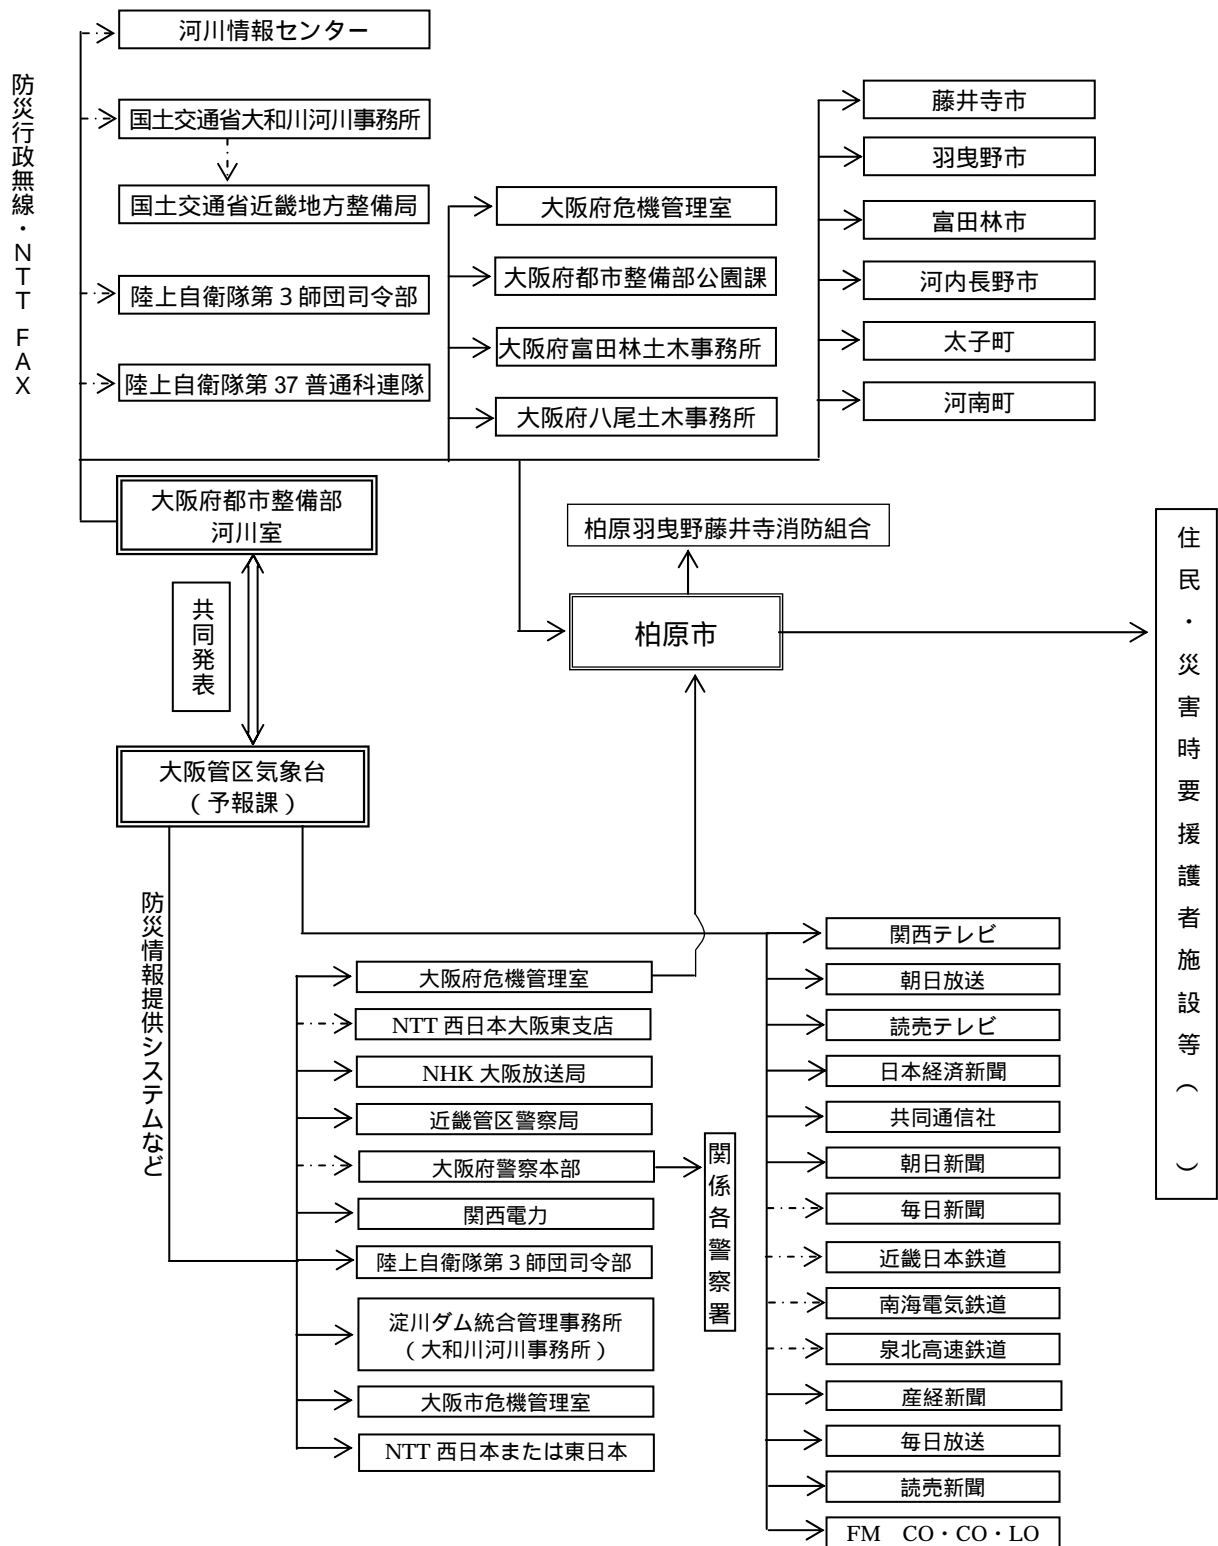 防災行政無線・NTT FAX
河川情報センター
国土交通省大和川河川事務所
国土交通省近畿地方整備局
陸上自衛隊第3師団司令部
陸上自衛隊第37普通科連隊
大阪府危機管理室
大阪府都市整備部公園課
大阪府富田林土木事務所
大阪府八尾土木事務所
藤井寺市
羽曳野市
富田林市
河内長野市
太子町
河南町
大阪府都市整備部
河川室
共同発表
柏原羽曳野藤井寺消防組合
柏原市
住民・災害時要援護者施設等( )
大阪管区気象台
(予報課)
防災情報提供システムなど
大阪府危機管理室
NTT西日本大阪東支店
NHK大阪放送局
近畿管区警察局
大阪府警察本部
関西電力
陸上自衛隊第3師団司令部
淀川ダム統合管理事務所
(大和川河川事務所)
大阪市危機管理室
NTT西日本または東日本
関係各警察署
関西テレビ
朝日放送
読売テレビ
日本経済新聞
共同通信社
朝日新聞
毎日新聞
近畿日本鉄道
南海電気鉄道
泉北高速鉄道
産経新聞
毎日放送
読売新聞
FM CO・CO・LO